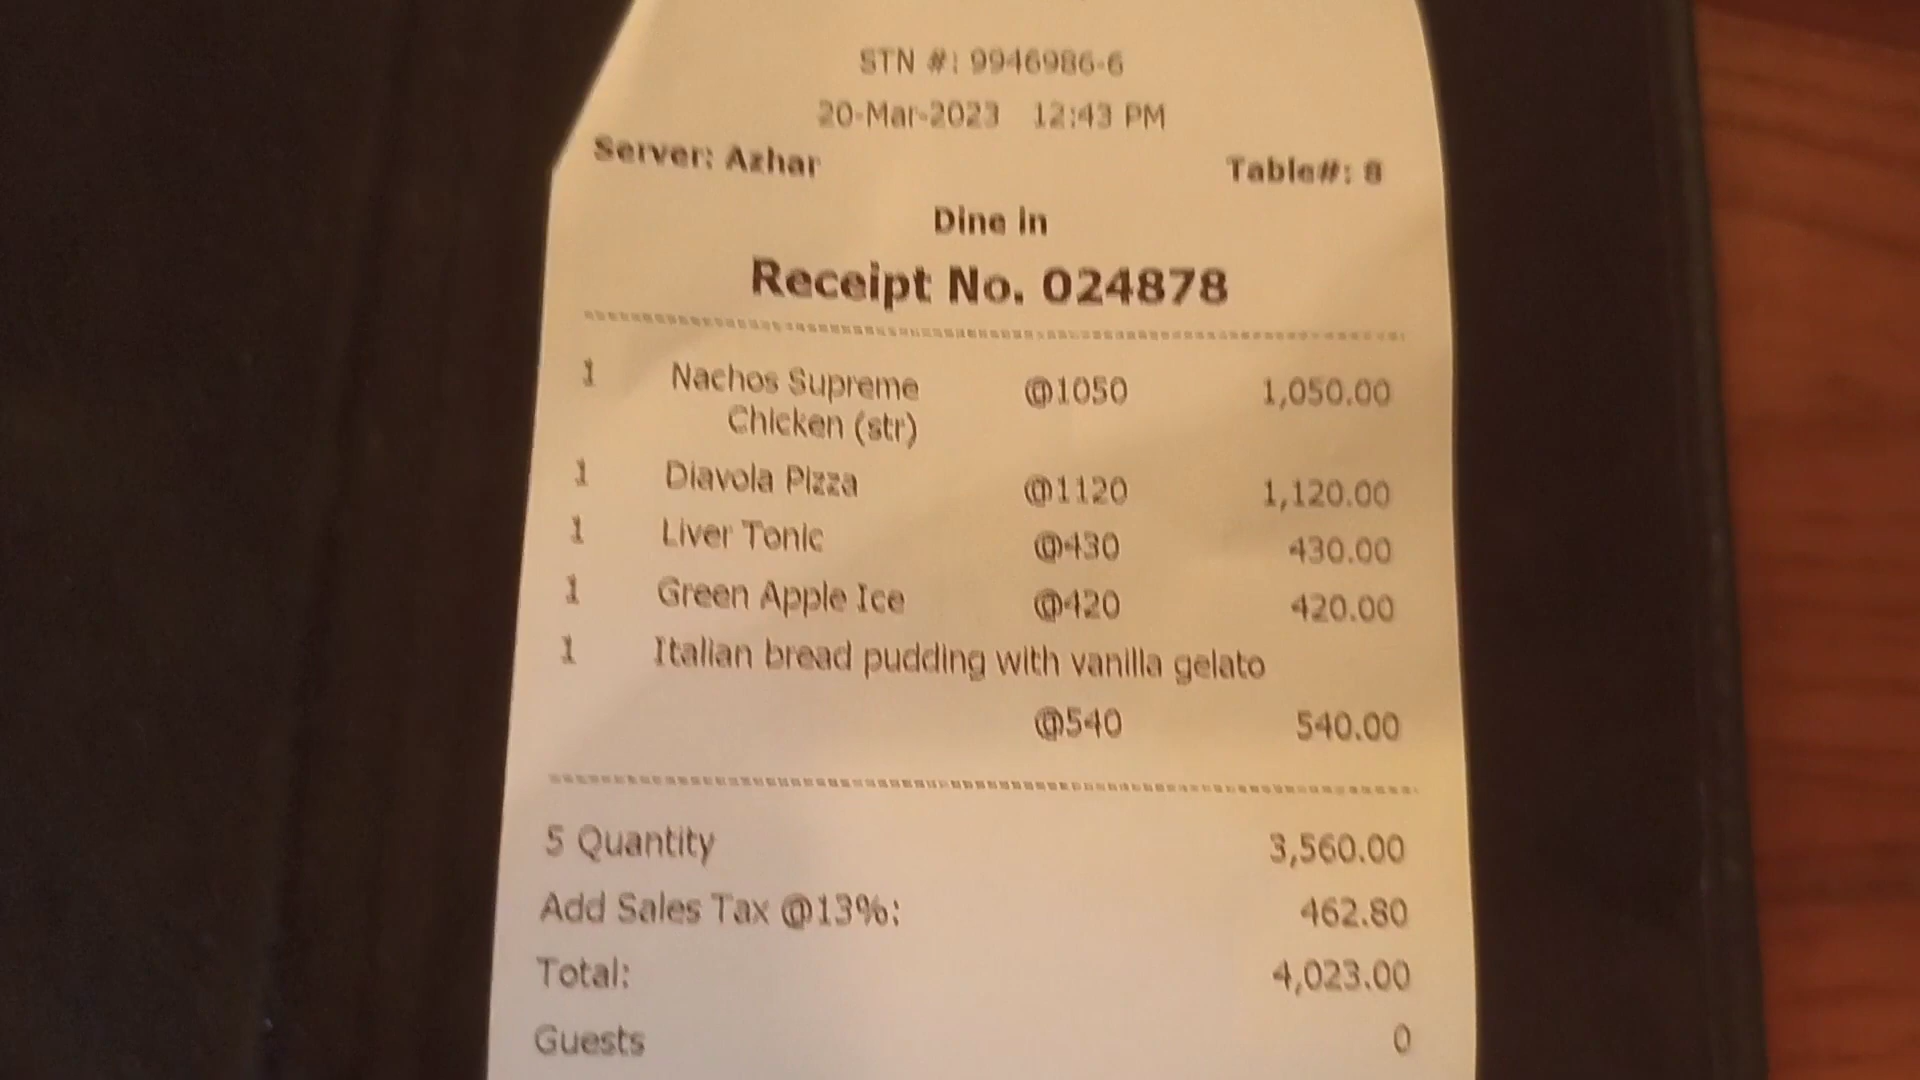 STN #: 9946986-6
20-Mar-2023 12:43 PM
Server: Azhar Table#: 8
Dine in
Receipt No. 024878
1 Nachos Supreme @1050 1,050.00
Chicken (str)
1 Diavola Pizza @1120 1,120.00
1 Liver Tonic @430 430.00
1 Green Apple Ice @420 420.00
1 Italian bread pudding with vanilla gelato
@540 540.00
5 Quantity 3,560.00
Add Sales Tax @13%: 462.80
Total: 4,023.00
Guests 0